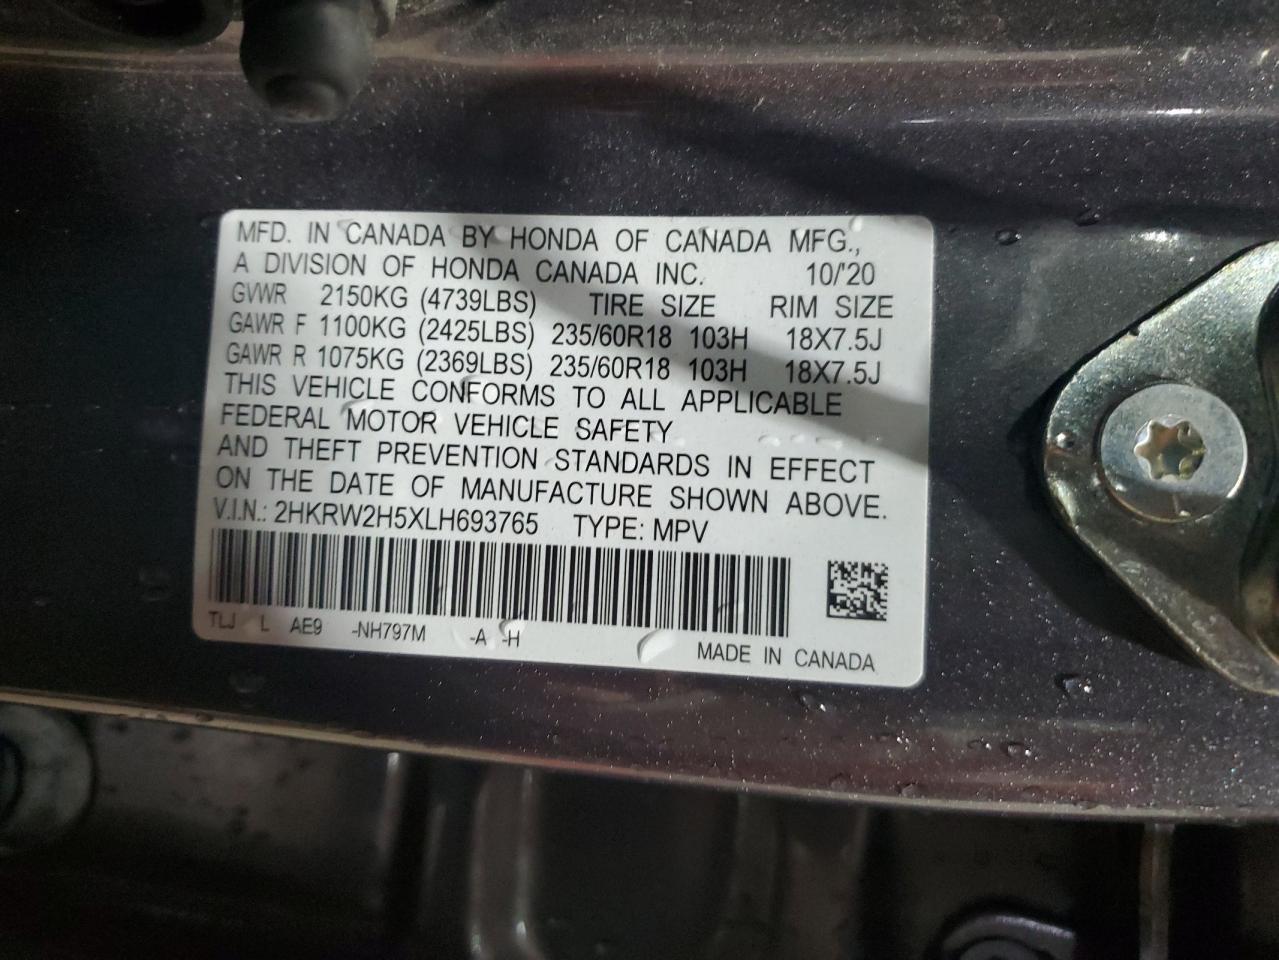 MFD. IN CANADA BY HONDA OF CANADA MFG.,
A DIVISION OF HONDA CANADA INC. 10/'20
GVWR 2150KG (4739LBS) TIRE SIZE RIM SIZE
GAWR F 1100KG (2425LBS) 235/60R18 103H 18X7.5J
GAWR R 1075KG (2369LBS) 235/60R18 103H 18X7.5J
THIS VEHICLE CONFORMS TO ALL APPLICABLE
FEDERAL MOTOR VEHICLE SAFETY
AND THEFT PREVENTION STANDARDS IN EFFECT
ON THE DATE OF MANUFACTURE SHOWN ABOVE.
V.I.N.: 2HKRW2H5XLH693765 TYPE: MPV
TLJ L AE9 -NH797M -A -H
MADE IN CANADA